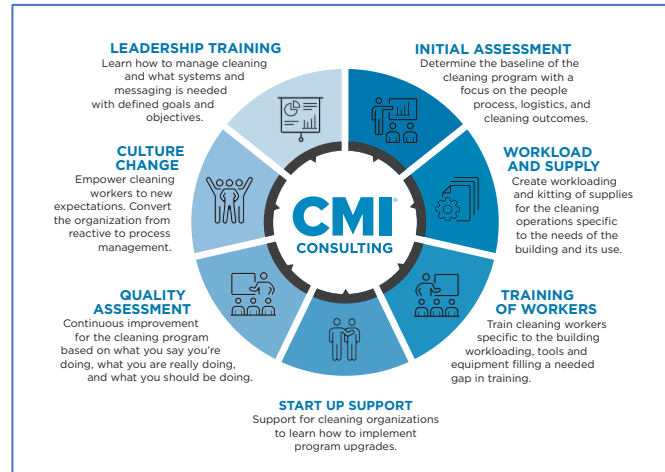 LEADERSHIP TRAINING
Learn how to manage cleaning
and what systems and
messaging is needed
with defined goals and
objectives.
INITIAL ASSESSMENT
Determine the baseline of the
cleaning program with a
focus on the people
process, logistics, and
cleaning outcomes.
CULTURE
CHANGE
Empower cleaning
workers to new
expectations. Convert
the organization from
reactive to process
management.
WORKLOAD
AND SUPPLY
Create workloading
and kitting of supplies
for the cleaning
operations specific
to the needs of the
building and its use.
CMI®
CONSULTING
QUALITY
ASSESSMENT
Continuous improvement
for the cleaning program
based on what you say you're
doing, what you are really doing,
and what you should be doing.
TRAINING
OF WORKERS
Train cleaning workers
specific to the building
workloading, tools and
equipment filling a needed
gap in training.
START UP SUPPORT
Support for cleaning organizations
to learn how to implement
program upgrades.